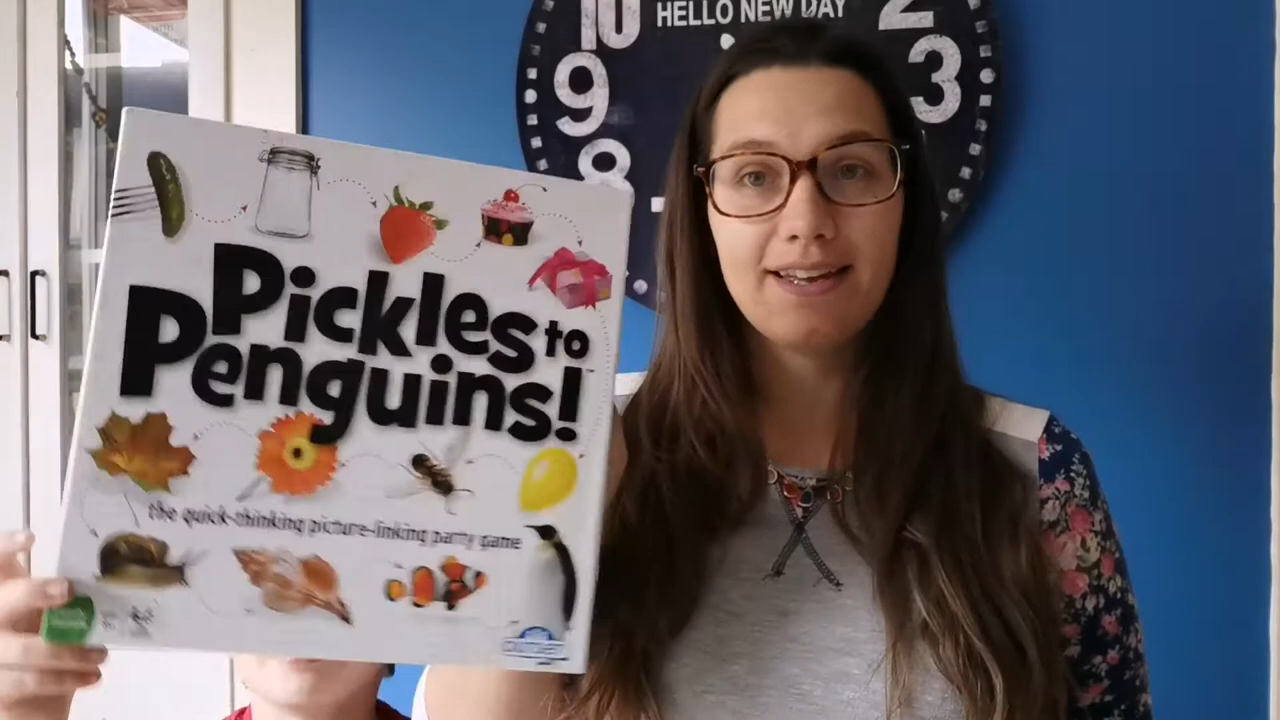 10
HELLO NEW DAY
2
9
3
8
Pickles to
Penguins!
the quick-thinking picture-linking party game